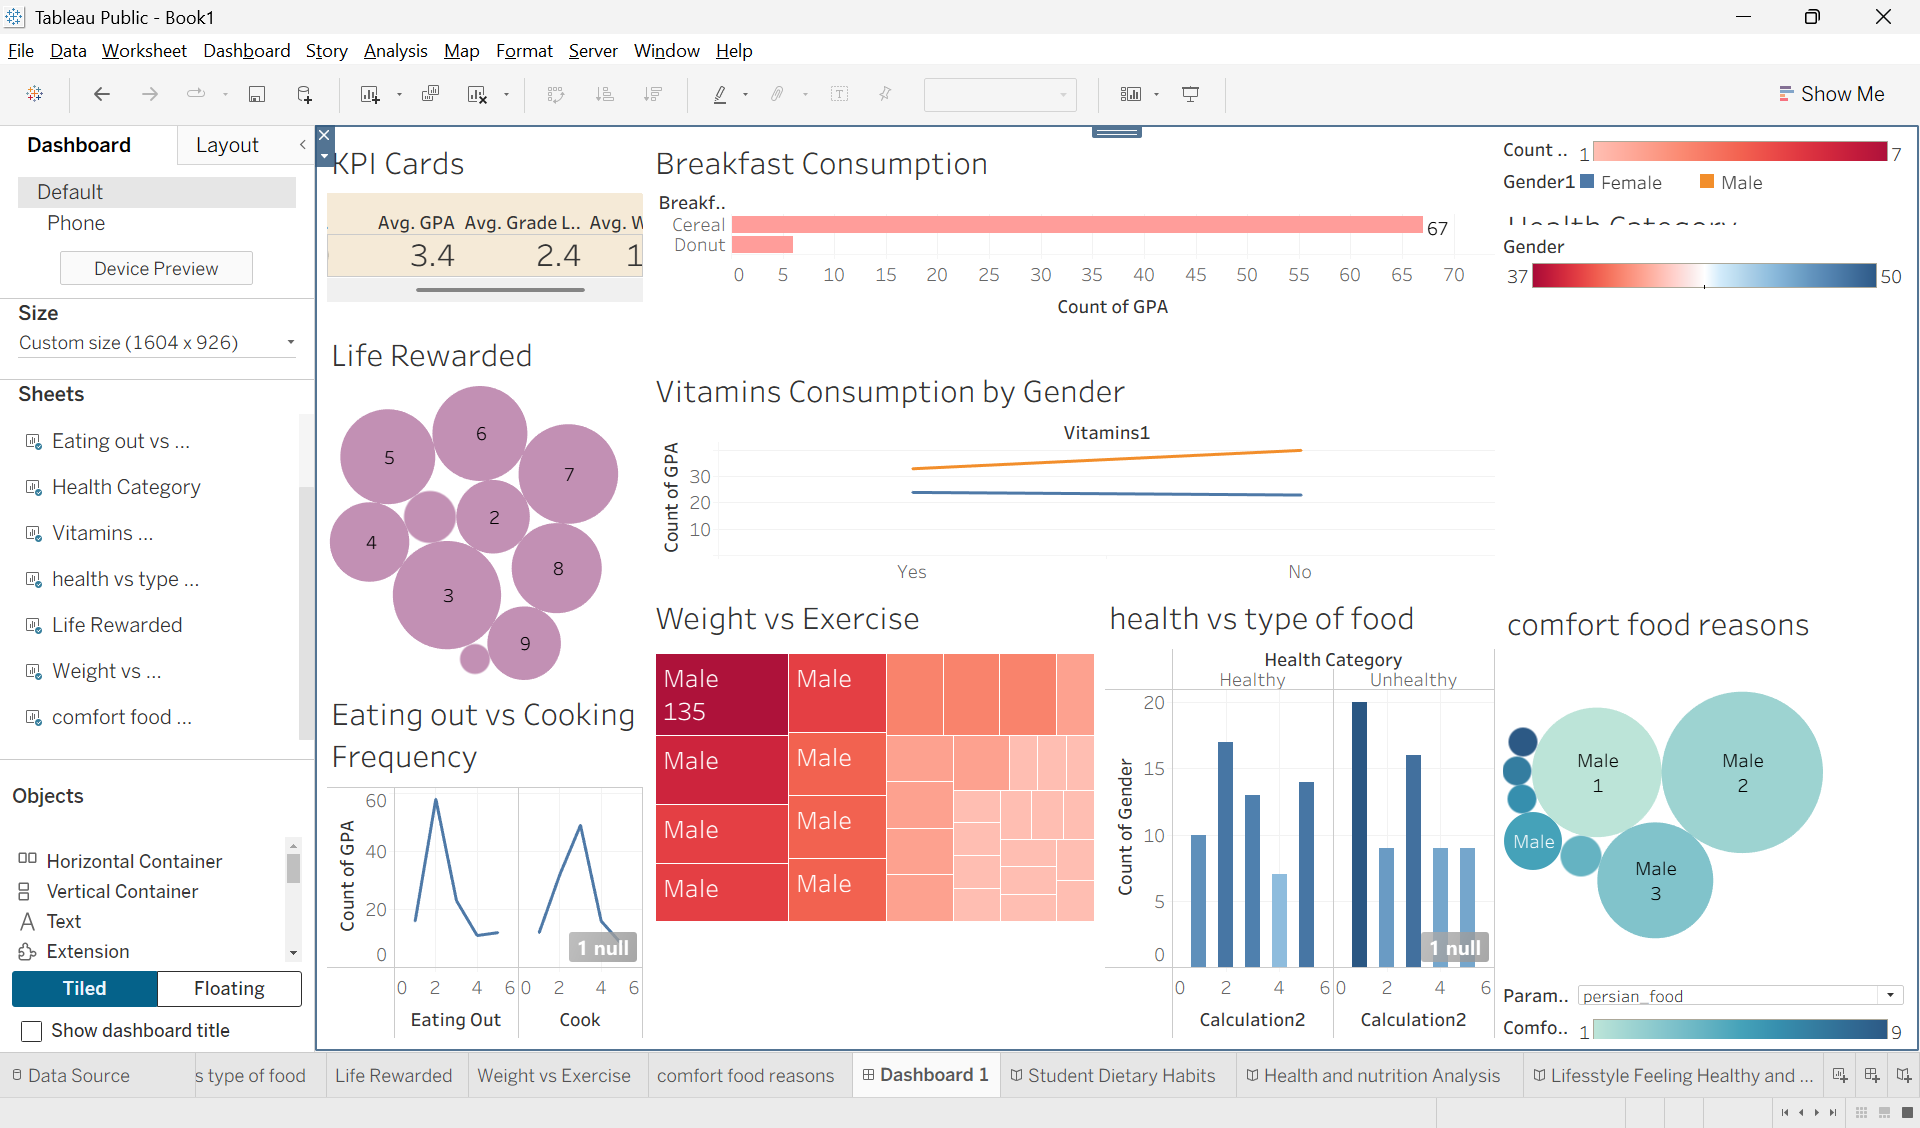 Tableau Public - Book1
File Data Worksheet Dashboard Story Analysis Map Format Server Window Help
Show Me
Dashboard Layout
Default
Phone
Device Preview
Size
Custom size (1604 x 926)
Sheets
Eating out vs ...
Health Category
Vitamins ...
health vs type ...
Life Rewarded
Weight vs ...
comfort food ...
Objects
Horizontal Container
Vertical Container
Text
Extension
Tiled Floating
Show dashboard title
KPI Cards
Avg. GPA Avg. Grade L.. Avg. W
3.4 2.4 1
Life Rewarded
6
5
7
2
4
8
3
9
Eating out vs Cooking
Frequency
Count of GPA
60
40
20
0
1 null
0 2 4 6 0 2 4 6
Eating Out Cook
Breakfast Consumption
Breakf..
Cereal 67
Donut
0 5 10 15 20 25 30 35 40 45 50 55 60 65 70
Count of GPA
Vitamins Consumption by Gender
Vitamins1
Count of GPA
30
20
10
Yes No
Weight vs Exercise
Male
135
Male
Male
Male
Male
Male
Male
Male
health vs type of food
Health Category
Healthy Unhealthy
Count of Gender
20
15
10
5
0
1 null
0 2 4 6 0 2 4 6
Calculation2 Calculation2
Count .. 1 7
Gender1 Female Male
Health Category
Gender
37 50
comfort food reasons
Male
1
Male
2
Male
Male
3
Param.. persian_food
Comfo.. 1 9
Data Source s type of food Life Rewarded Weight vs Exercise comfort food reasons Dashboard 1 Student Dietary Habits Health and nutrition Analysis Lifesstyle Feeling Healthy and ...